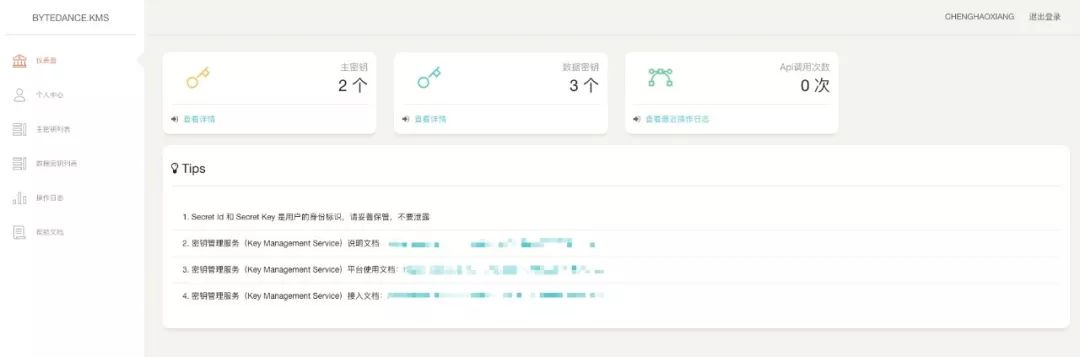 BYTEDANCE.KMS
CHENGHAOXIANG 退出登录
仪表盘
个人中心
主密钥列表
数据密钥列表
操作日志
帮助文档
主密钥
2 个
查看详情
数据密钥
3 个
查看详情
Api调用次数
0 次
查看最近操作日志
Tips
1. Secret Id 和 Secret Key 是用户的身份标识，请妥善保管，不要泄露
2. 密钥管理服务（Key Management Service）说明文档
3. 密钥管理服务（Key Management Service）平台使用文档：
4. 密钥管理服务（Key Management Service）接入文档：